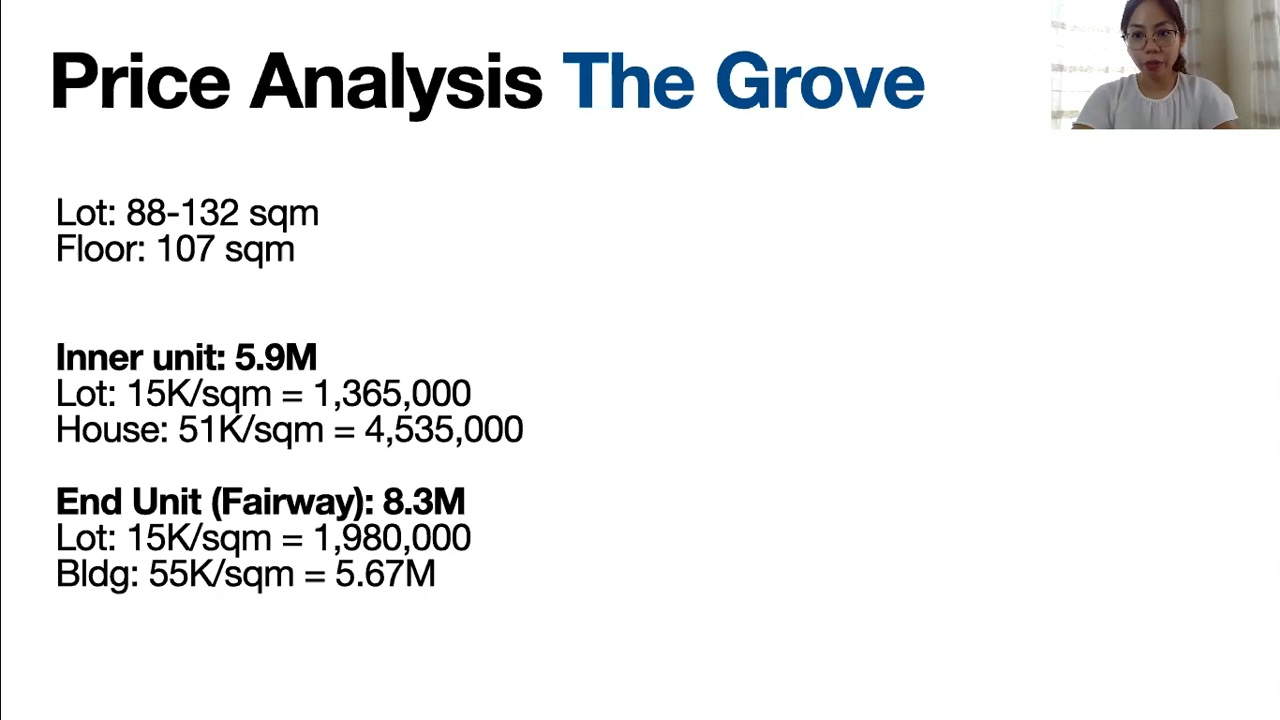 Price Analysis The Grove
Lot: 88-132 sqm
Floor: 107 sqm
Inner unit: 5.9M
Lot: 15K/sqm = 1,365,000
House: 51K/sqm = 4,535,000
End Unit (Fairway): 8.3M
Lot: 15K/sqm = 1,980,000
Bldg: 55K/sqm = 5.67M